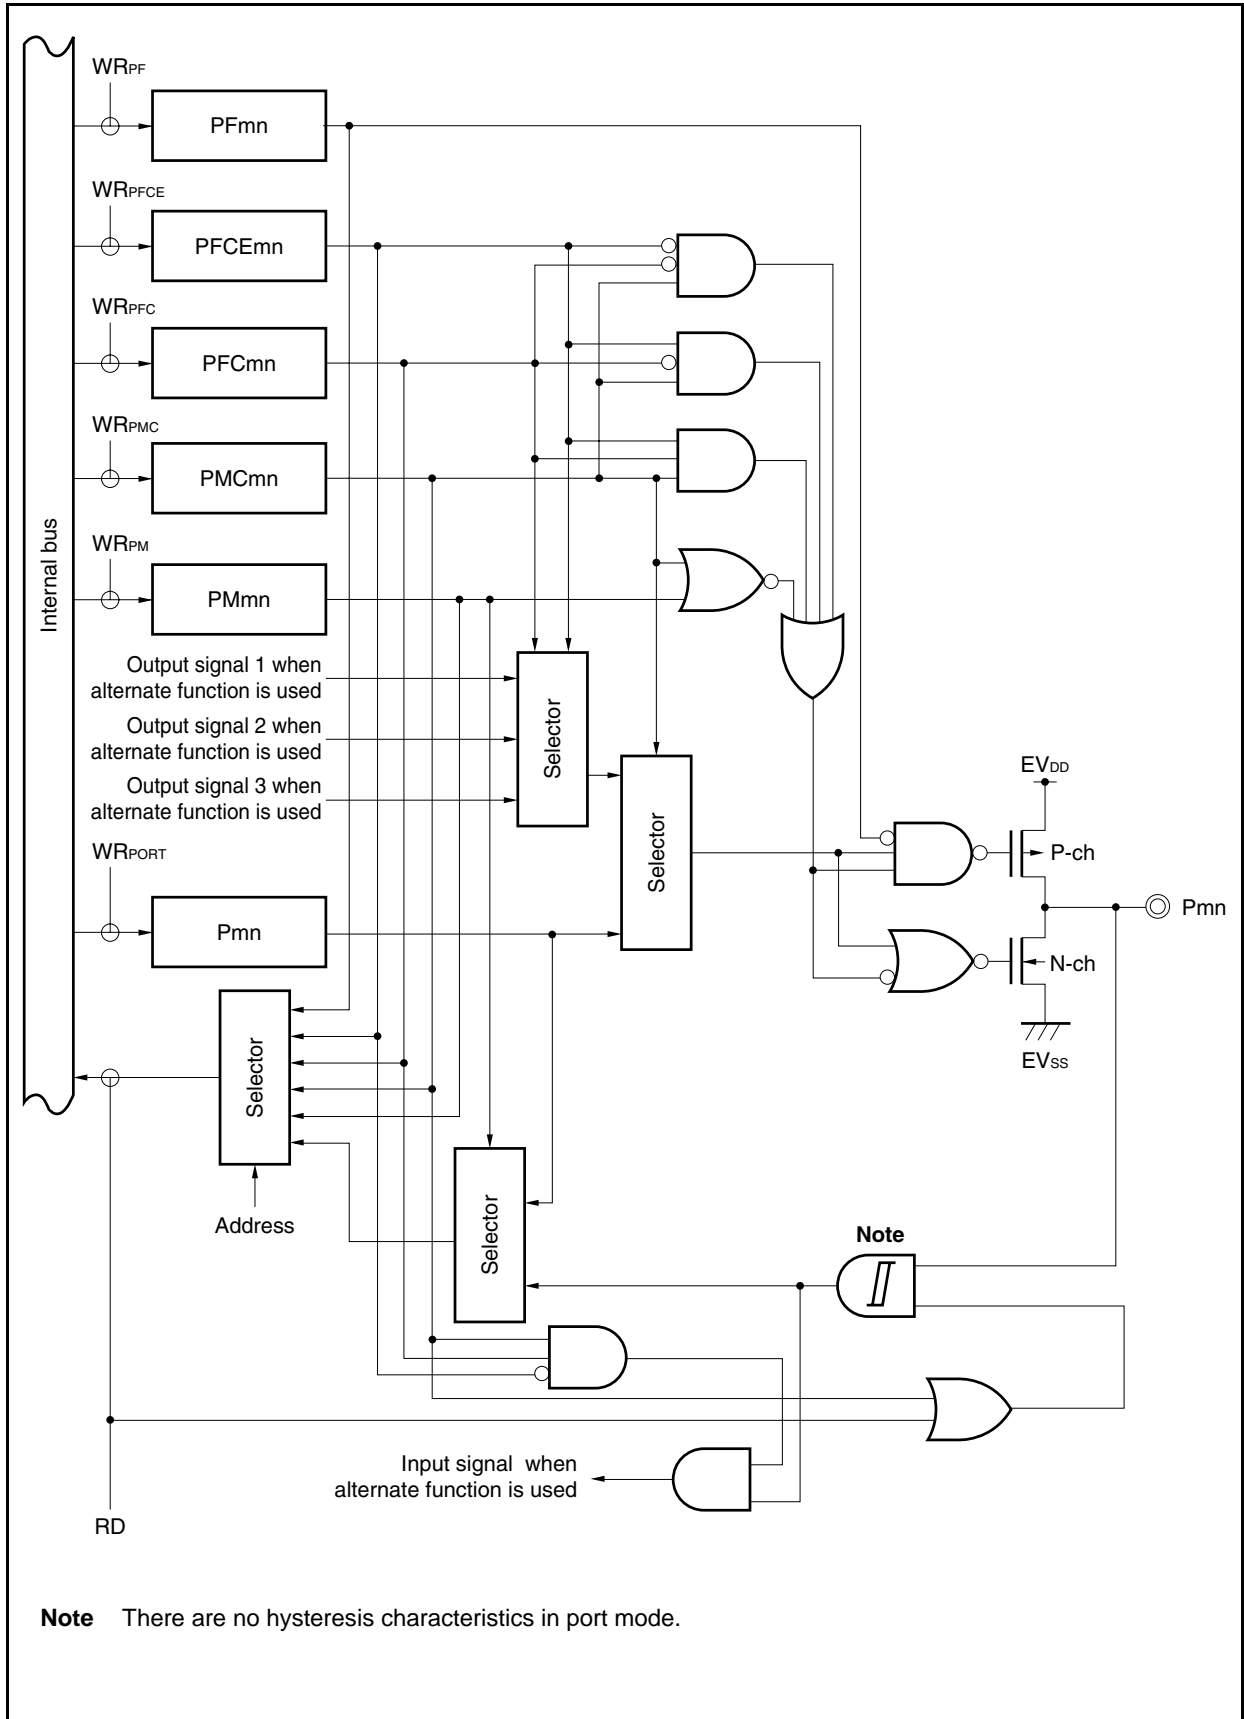 WRPF
PFmn
WRPFCE
PFCEmn
WRPFC
PFCmn
WRPMC
PMCmn
Internal bus
WRPM
PMmn
Output signal 1 when
alternate function is used
Output signal 2 when
alternate function is used
Output signal 3 when
alternate function is used
Selector
Selector
EVDD
P-ch
WRPORT
Pmn
Pmn
N-ch
EVSS
Selector
Address
Selector
Note
Input signal when
alternate function is used
RD
Note There are no hysteresis characteristics in port mode.